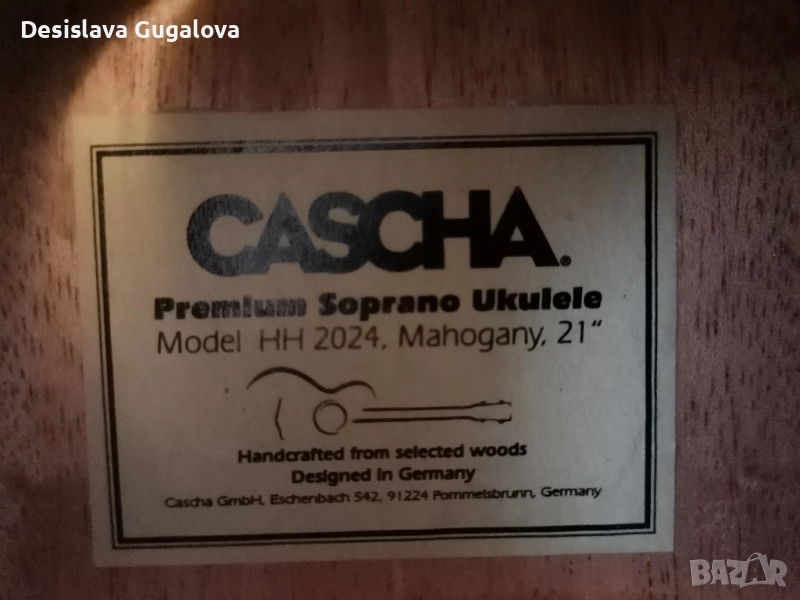 Desislava Gugalova
CASCHA.
Premium Soprano Ukulele
Model HH 2024, Mahogany, 21“
Handcrafted from selected woods
Designed in Germany
Cascha GmbH, Eschenbach 542, 91224 Pommelsbrunn, Germany
BAZAR